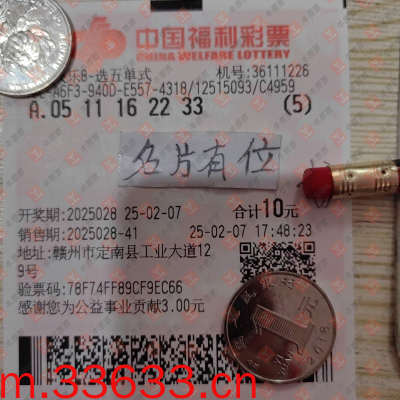 中国福利彩票
CHINA WELFARE LOTTERY
乐8-选五单式 机号:36111226
A6F3-940D-E557-4318/12515093/C4959
A.05 11 16 22 33 (5)
名片有位
开奖期:2025028 25-02-07 合计10元
销售期:2025028-41 25-02-07 17:48:23
地址:赣州市定南县工业大道12
9号
验票码:78F74FF89CF9EC66
感谢您为公益事业贡献3.00元
1元
2018
m.33633.cn